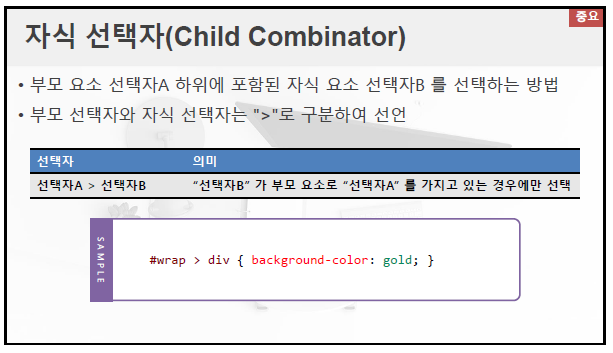 중요
자식 선택자(Child Combinator)
• 부모 요소 선택자A 하위에 포함된 자식 요소 선택자B 를 선택하는 방법
• 부모 선택자와 자식 선택자는 ">"로 구분하여 선언
선택자 의미
선택자A > 선택자B “선택자B” 가 부모 요소로 “선택자A” 를 가지고 있는 경우에만 선택
SAMPLE
#wrap > div { background-color: gold; }